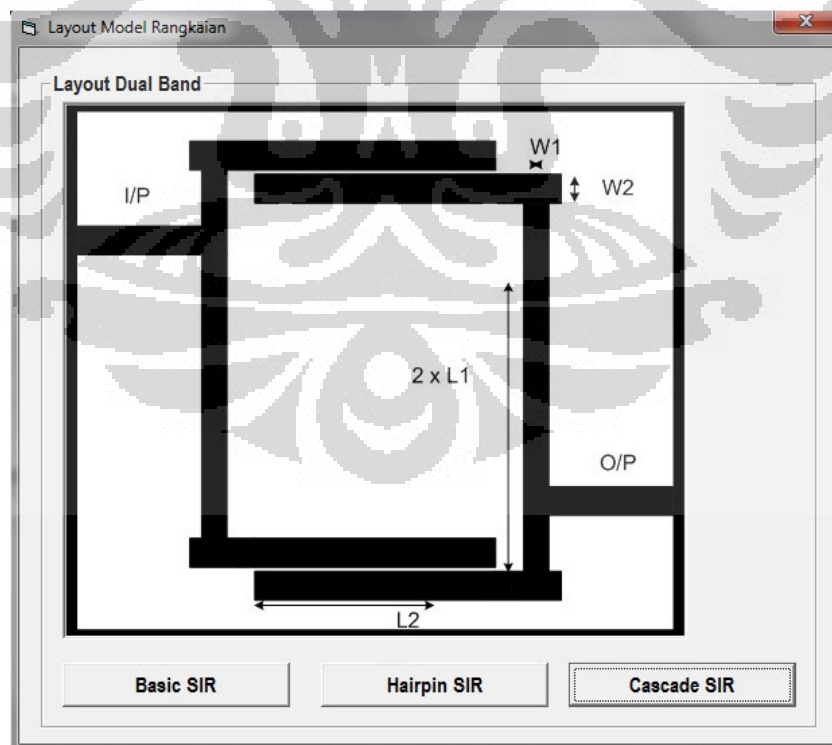 Layout Model Rangkaian
Layout Dual Band
W1
I/P
W2
2 x L1
O/P
L2
Basic SIR
Hairpin SIR
Cascade SIR